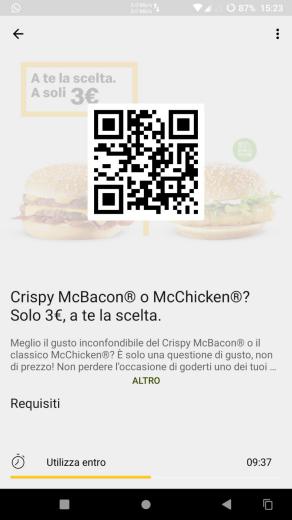 87% 15:23
A te la scelta.
A soli 3€
Crispy McBacon® o McChicken®?
Solo 3€, a te la scelta.
Meglio il gusto inconfondibile del Crispy McBacon® o il
classico McChicken®? È solo una questione di gusto, non
di prezzo! Non perdere l'occasione di goderti uno dei tuoi ...
ALTRO
Requisiti
Utilizza entro 09:37